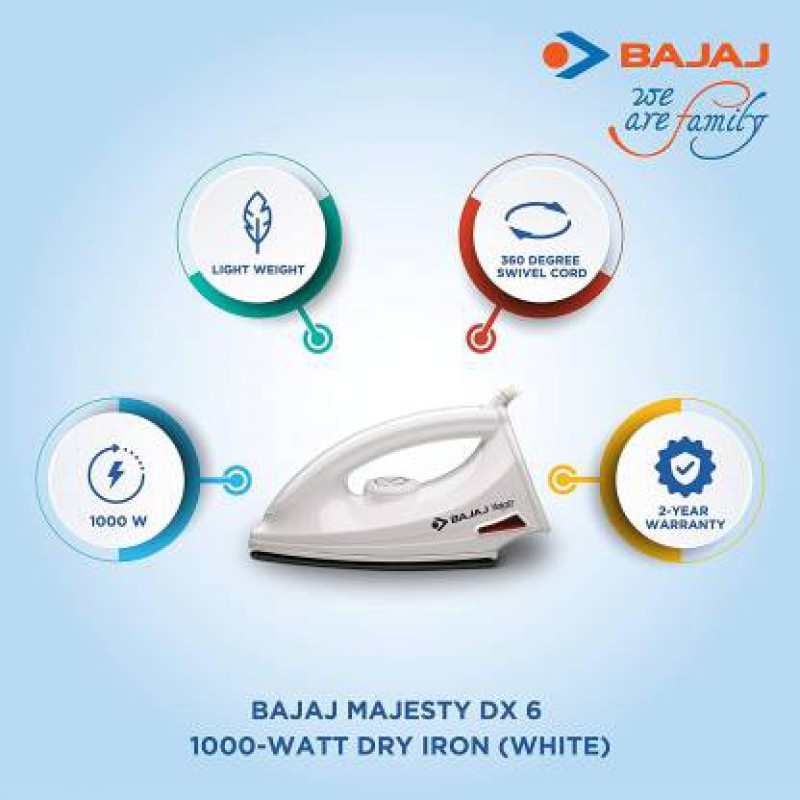 BAJAJ
we
are family
LIGHT WEIGHT
360 DEGREE
SWIVEL CORD
1000 W
2-YEAR
WARRANTY
BAJAJ
BAJAJ MAJESTY DX 6
1000-WATT DRY IRON (WHITE)